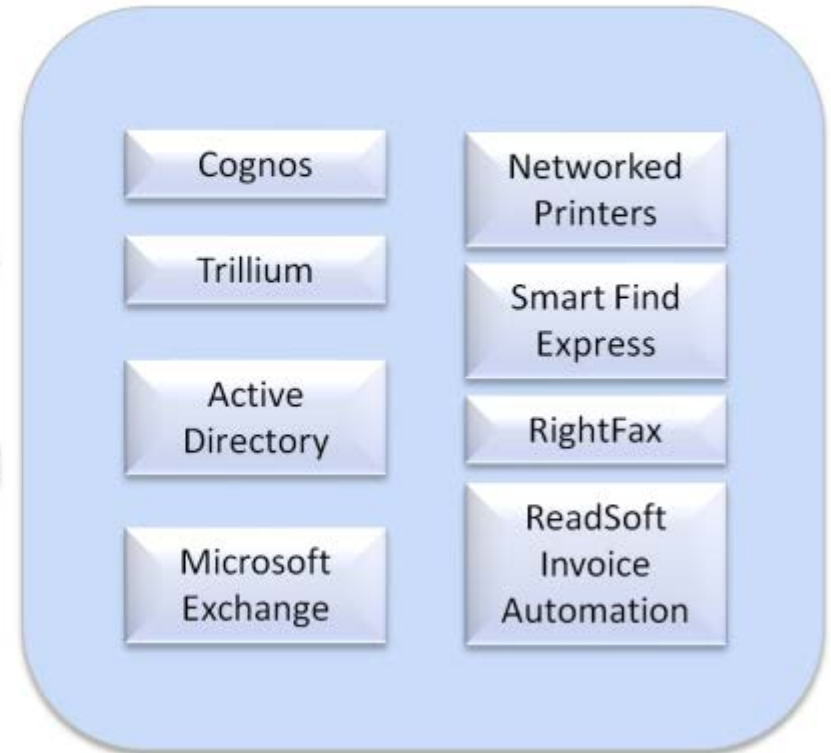 Cognos
Trillium
Active
Directory
Microsoft
Exchange
Networked
Printers
Smart Find
Express
RightFax
ReadSoft
Invoice
Automation